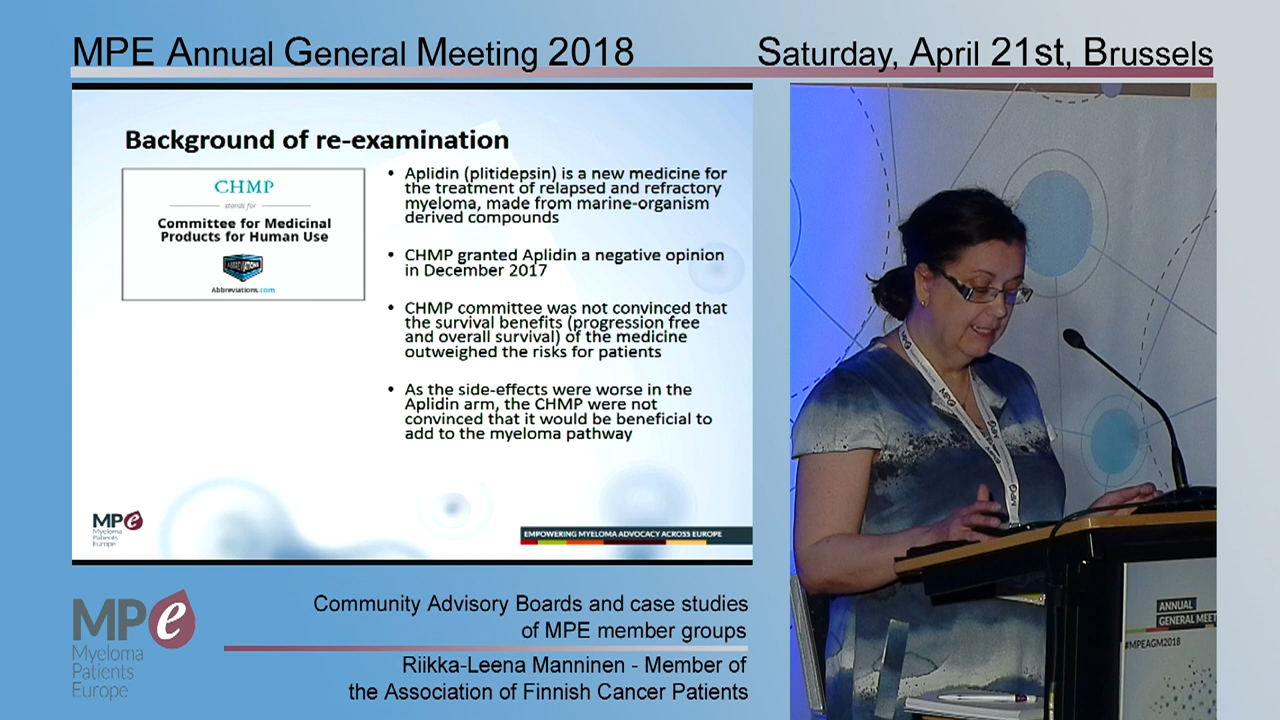 MPE Annual General Meeting 2018
Saturday, April 21st, Brussels
Background of re-examination
CHMP
stands for
Committee for Medicinal
Products for Human Use
ABBREVIATIONS
Abbreviations.com
• Aplidin (plitidepsin) is a new medicine for
the treatment of relapsed and refractory
myeloma, made from marine-organism
derived compounds
• CHMP granted Aplidin a negative opinion
in December 2017
• CHMP committee was not convinced that
the survival benefits (progression free
and overall survival) of the medicine
outweighed the risks for patients
• As the side-effects were worse in the
Aplidin arm, the CHMP were not
convinced that it would be beneficial to
add to the myeloma pathway
MPe
Myeloma
Patients
Europe
EMPOWERING MYELOMA ADVOCACY ACROSS EUROPE
MPe
MPe
ANNUAL
GENERAL MEET
#MPEAGM2018
MPe
Myeloma
Patients
Europe
Community Advisory Boards and case studies
of MPE member groups
Riikka-Leena Manninen - Member of
the Association of Finnish Cancer Patients